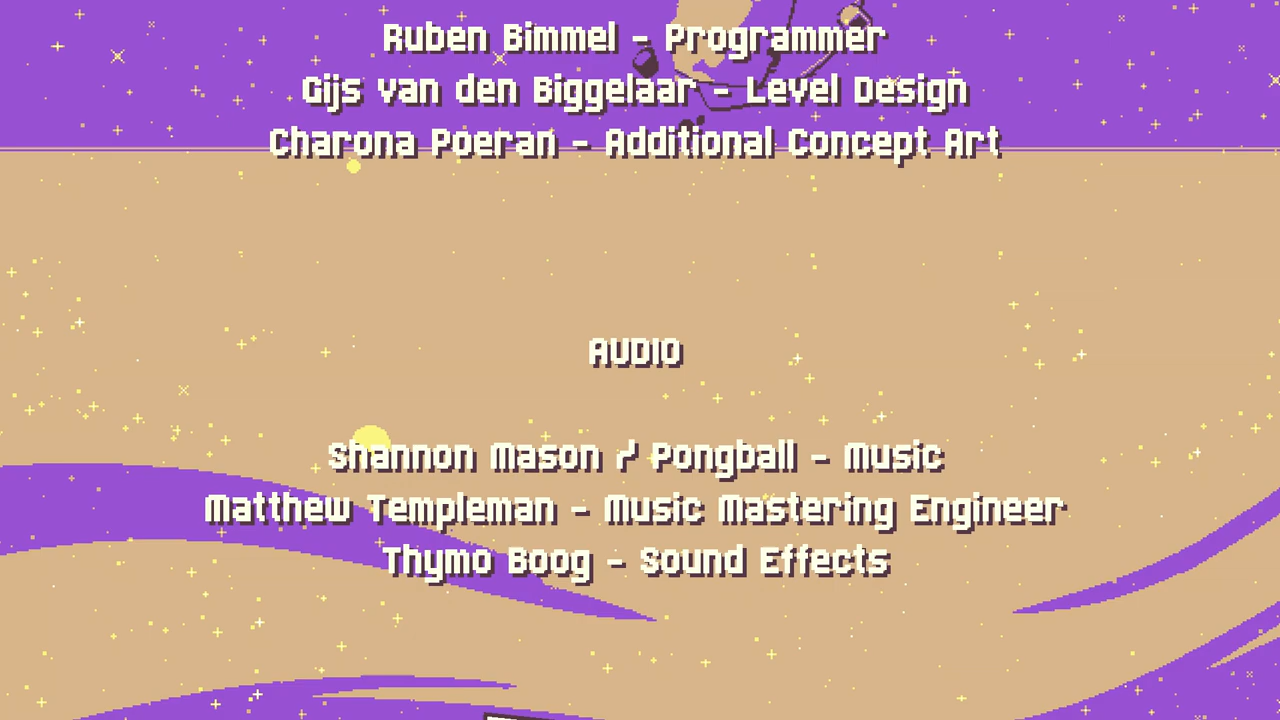 Ruben Bimmel - Programmer
Gijs van den Biggelaar - Level Design
Charona Poeran - Additional Concept Art
AUDIO
Shannon Mason / Pongball - Music
Matthew Templeman - Music Mastering Engineer
Thymo Boog - Sound Effects